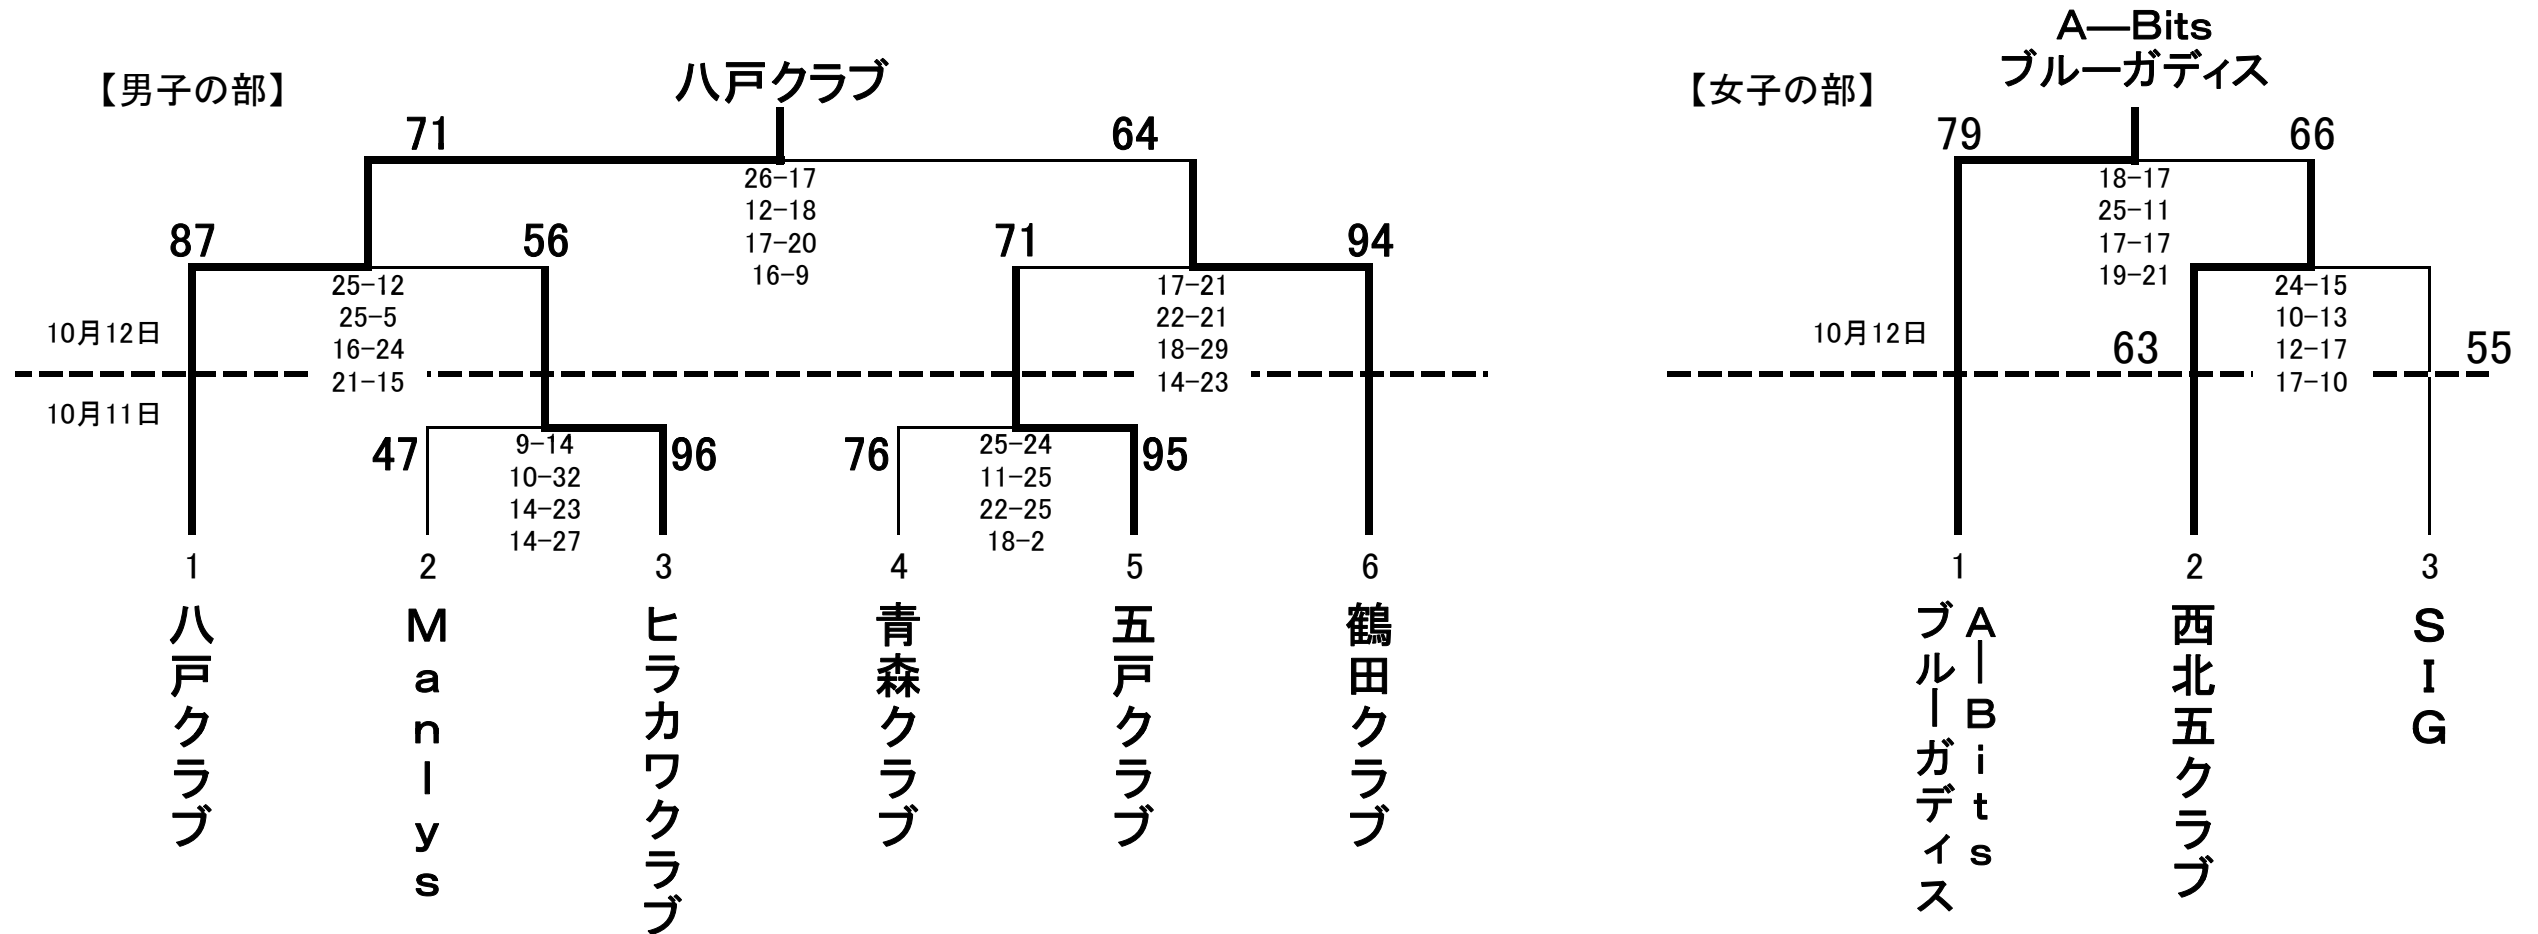 【男子の部】
八戸クラブ
71
64
26-17
12-18
17-20
16-9
87
56
25-12
25-5
16-24
21-15
71
94
17-21
22-21
18-29
14-23
10月12日
10月11日
47
96
9-14
10-32
14-23
14-27
76
95
25-24
11-25
22-25
18-2
1
2
3
4
5
6
八戸クラブ
Manlys
ヒラカワクラブ
青森クラブ
五戸クラブ
鶴田クラブ
【女子の部】
A―Bits
ブルーガディス
79
66
18-17
25-11
17-17
19-21
10月12日
63
55
24-15
10-13
12-17
17-10
1
2
3
A―Bits
ブルーガディス
西北五クラブ
SIG